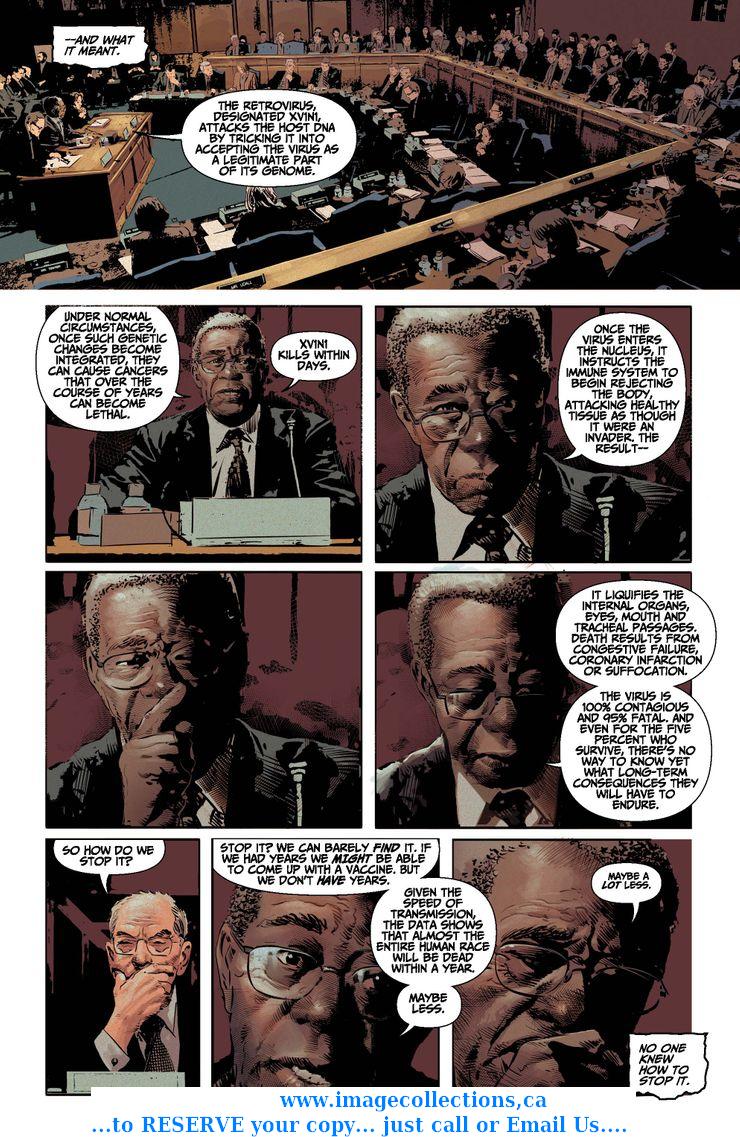 --AND WHAT
IT MEANT.
THE RETROVIRUS,
DESIGNATED XV1N1,
ATTACKS THE HOST DNA
BY TRICKING IT INTO
ACCEPTING THE VIRUS AS
A LEGITIMATE PART
OF ITS GENOME.
MR. UDALL
UNDER NORMAL
CIRCUMSTANCES,
ONCE SUCH GENETIC
CHANGES BECOME
INTEGRATED, THEY
CAN CAUSE CANCERS
THAT OVER THE
COURSE OF YEARS
CAN BECOME
LETHAL.
XV1N1
KILLS WITHIN
DAYS.
ONCE THE
VIRUS ENTERS
THE NUCLEUS, IT
INSTRUCTS THE
IMMUNE SYSTEM TO
BEGIN REJECTING
THE BODY,
ATTACKING HEALTHY
TISSUE AS THOUGH
IT WERE AN
INVADER. THE
RESULT--
IT LIQUIFIES THE
INTERNAL ORGANS,
EYES, MOUTH AND
TRACHEAL PASSAGES.
DEATH RESULTS FROM
CONGESTIVE FAILURE,
CORONARY INFARCTION
OR SUFFOCATION.
THE VIRUS IS
100% CONTAGIOUS
AND 95% FATAL. AND
EVEN FOR THE FIVE
PERCENT WHO
SURVIVE, THERE'S NO
WAY TO KNOW YET
WHAT LONG-TERM
CONSEQUENCES THEY
WILL HAVE TO
ENDURE.
SO HOW DO WE
STOP IT?
STOP IT? WE CAN BARELY FIND IT. IF
WE HAD YEARS WE MIGHT BE ABLE
TO COME UP WITH A VACCINE. BUT
WE DON'T HAVE YEARS.
GIVEN THE
SPEED OF
TRANSMISSION,
THE DATA SHOWS
THAT ALMOST THE
ENTIRE HUMAN RACE
WILL BE DEAD
WITHIN A YEAR.
MAYBE
LESS.
MAYBE A
LOT LESS.
NO ONE
KNEW
HOW TO
STOP IT.
www.imagecollections,ca
...to RESERVE your copy... just call or Email Us....